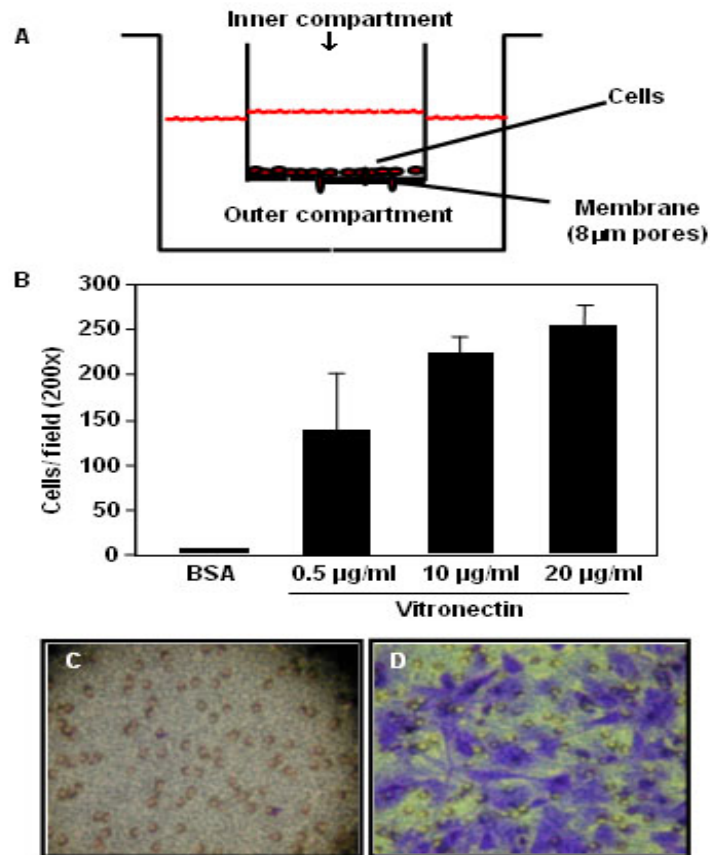 A
Inner compartment
Cells
Outer compartment
Membrane
(8µm pores)
B
Cells/field (200x)
300
250
200
150
100
50
0
BSA
0.5 µg/ml
10 µg/ml
20 µg/ml
Vitronectin
C
D